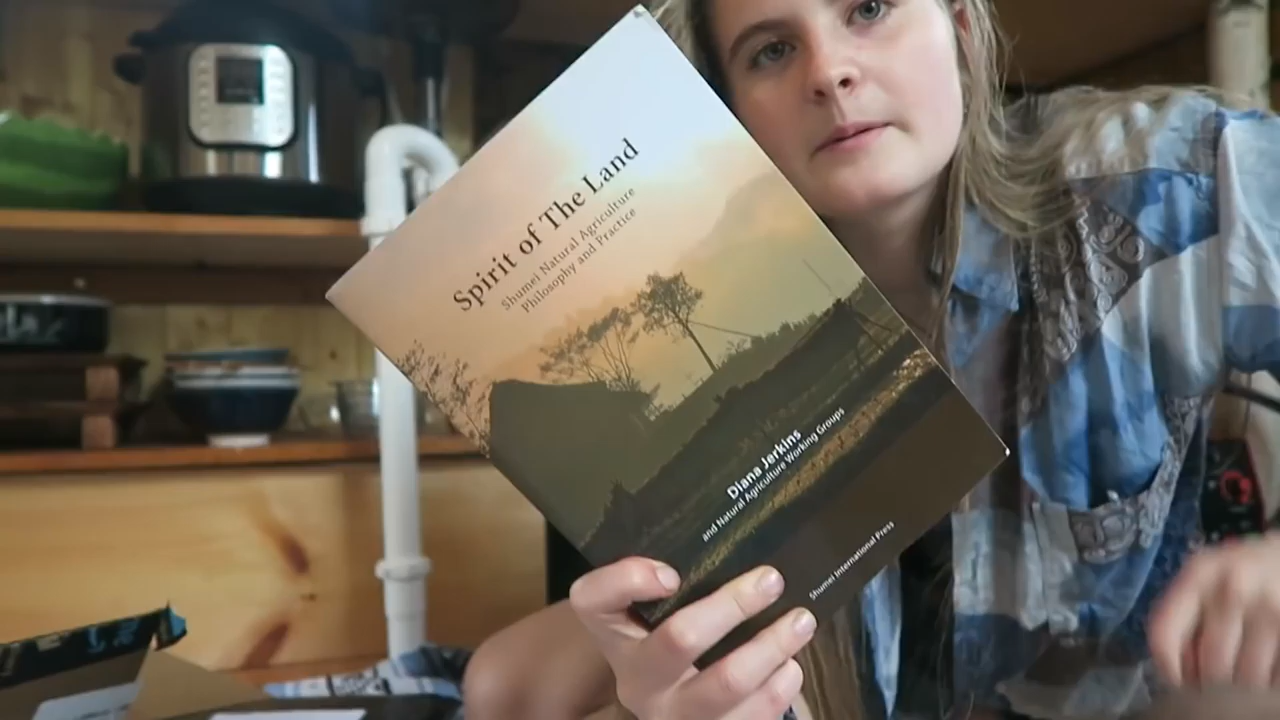 Spirit of The Land
Shumei Natural Agriculture
Philosophy and Practice
Diana Jerkins
and Natural Agriculture Working Groups
Shumei International Press